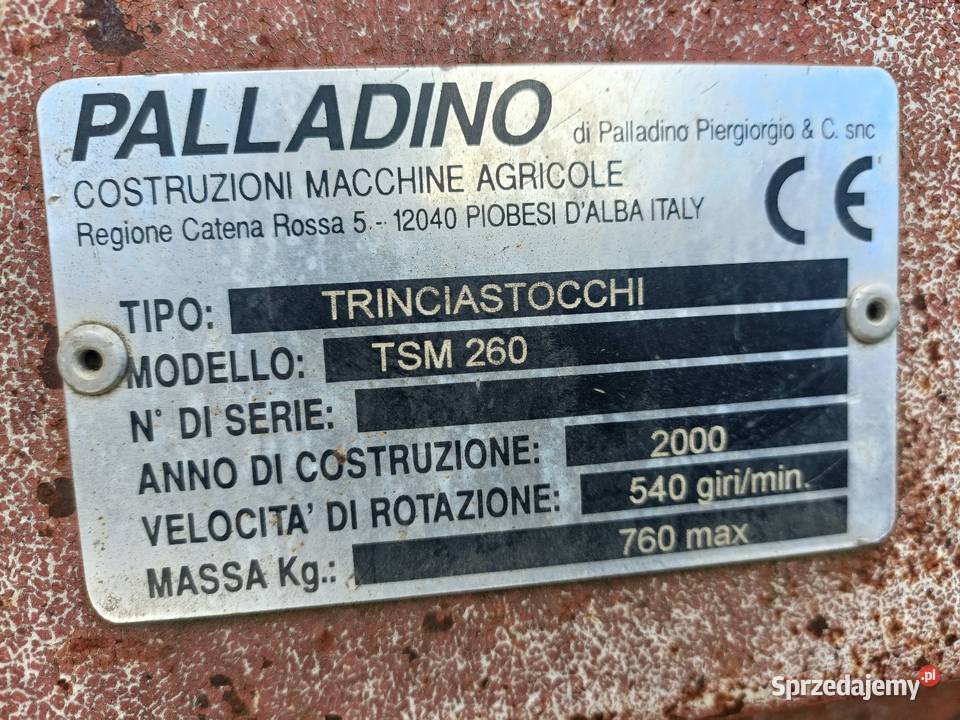 PALLADINO di Palladino Piergiorgio & C. snc
COSTRUZIONI MACCHINE AGRICOLE
Regione Catena Rossa 5 - 12040 PIOBESI D'ALBA ITALY
CE
TIPO: TRINCIASTOCCHI
MODELLO: TSM 260
N° DI SERIE:
ANNO DI COSTRUZIONE: 2000
VELOCITA' DI ROTAZIONE: 540 giri/min.
MASSA Kg.: 760 max
Sprzedajemy.pl